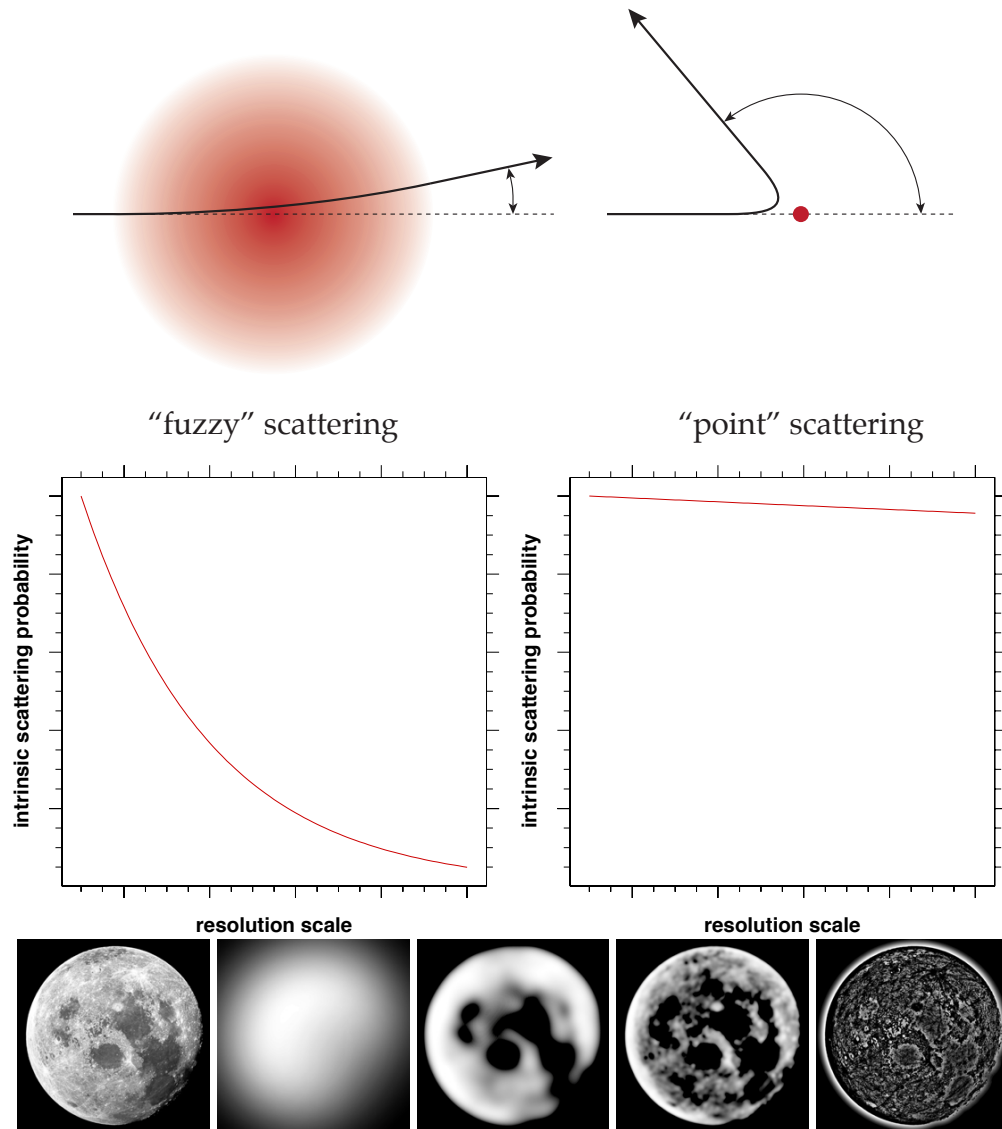 “fuzzy” scattering
“point” scattering
intrinsic scattering probability
intrinsic scattering probability
resolution scale
resolution scale